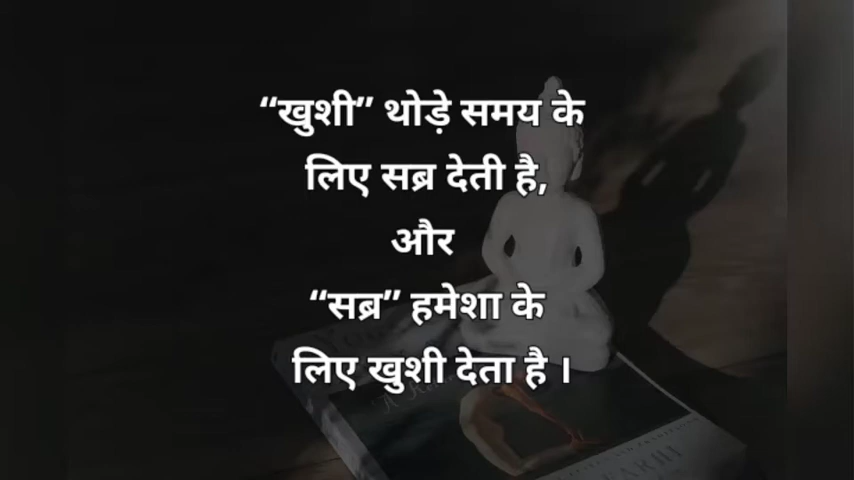 “खुशी” थोड़े समय के
लिए सब्र देती है,
और
“सब्र” हमेशा के
लिए खुशी देता है ।